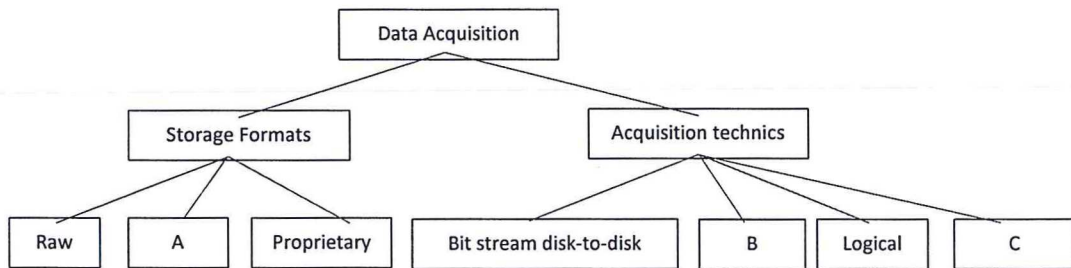 Data Acquisition
Storage Formats
Acquisition technics
Raw
A
Proprietary
Bit stream disk-to-disk
B
Logical
C